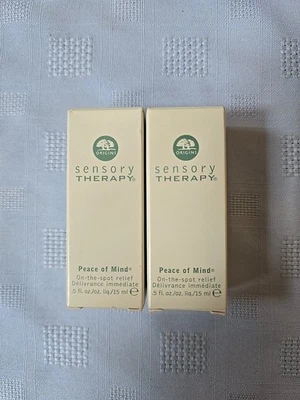 ORIGINS
sensory
THERAPY®
Peace of Mind®
On-the-spot relief
Délivrance immédiate
.5 fl.oz./oz. liq./15 ml ℮
ORIGINS
sensory
THERAPY®
Peace of Mind®
On-the-spot relief
Délivrance immédiate
.5 fl.oz./oz. liq./15 ml ℮